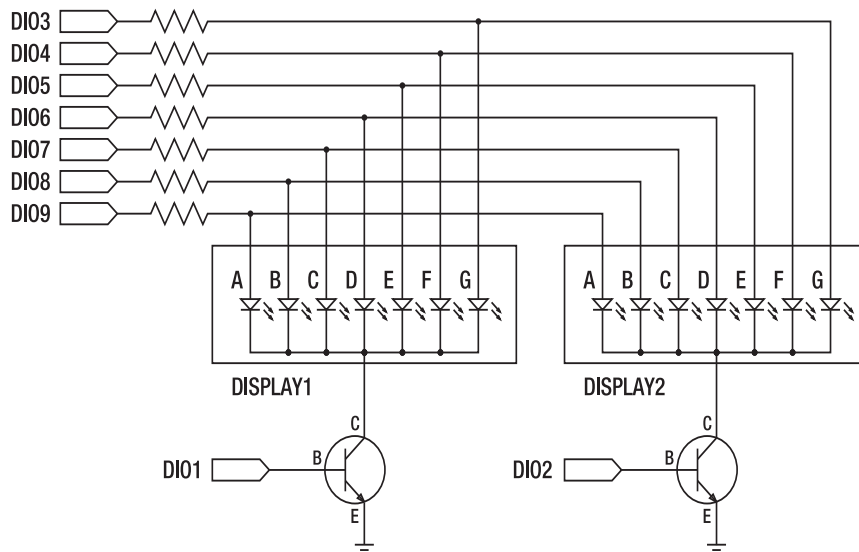 DIO3
DIO4
DIO5
DIO6
DIO7
DIO8
DIO9
A B C D E F G
A B C D E F G
DISPLAY1
DISPLAY2
C
C
DIO1
B
DIO2
B
E
E